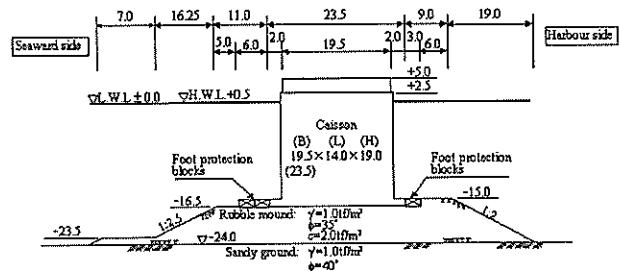 7.0 16.25 11.0 23.5 9.0 19.0
Seaward side
Harbour side
5.0 6.0 2.0 19.5 2.0 3.0 6.0
+5.0
+2.5
▽L.W.L ± 0.0 ▽H.W.L +0.5
Caisson
(B) (L) (H)
19.5×14.0×19.0
(23.5)
Foot protection
blocks
Foot protection
blocks
-16.5
-15.0
1:2.5
1:2
Rubble mound: γ'=1.0tf/m³
ϕ=35°
c=2.0tf/m²
-23.5
▽-24.0
Sandy ground: γ'=1.0tf/m³
ϕ=40°